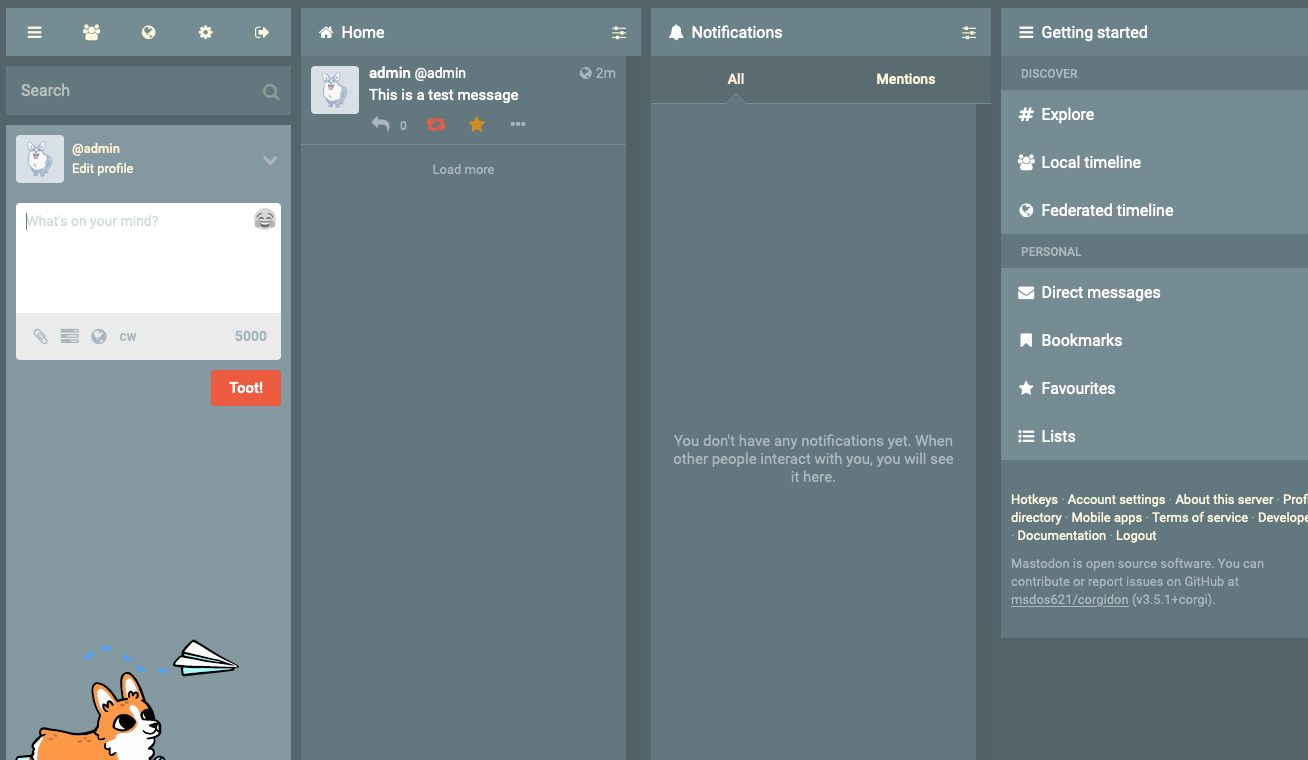 Search
@admin
Edit profile
What's on your mind?
cw
5000
Toot!
Home
admin @admin
2m
This is a test message
0
Load more
Notifications
All
Mentions
You don't have any notifications yet. When
other people interact with you, you will see
it here.
Getting started
DISCOVER
Explore
Local timeline
Federated timeline
PERSONAL
Direct messages
Bookmarks
Favourites
Lists
Hotkeys · Account settings · About this server · Prof
directory · Mobile apps · Terms of service · Develope
· Documentation · Logout
Mastodon is open source software. You can
contribute or report issues on GitHub at
msdos621/corgidon (v3.5.1+corgi).